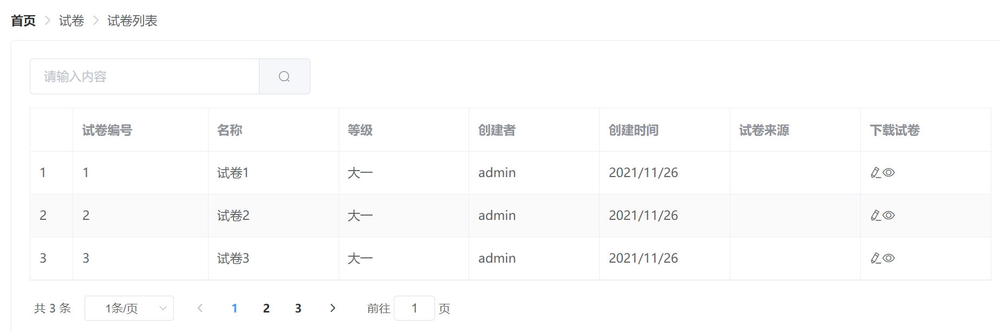 首页 > 试卷 > 试卷列表
请输入内容
试卷编号 名称 等级 创建者 创建时间 试卷来源 下载试卷
1 1 试卷1 大一 admin 2021/11/26
2 2 试卷2 大一 admin 2021/11/26
3 3 试卷3 大一 admin 2021/11/26
共 3 条 1条/页 < 1 2 3 > 前往 1 页